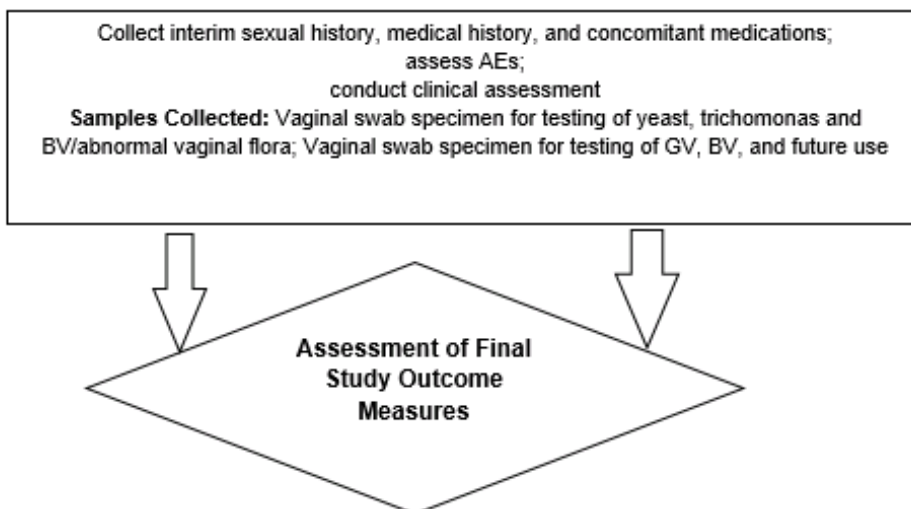 Collect interim sexual history, medical history, and concomitant medications;
assess AEs;
conduct clinical assessment
Samples Collected: Vaginal swab specimen for testing of yeast, trichomonas and
BV/abnormal vaginal flora; Vaginal swab specimen for testing of GV, BV, and future use
Assessment of Final
Study Outcome
Measures